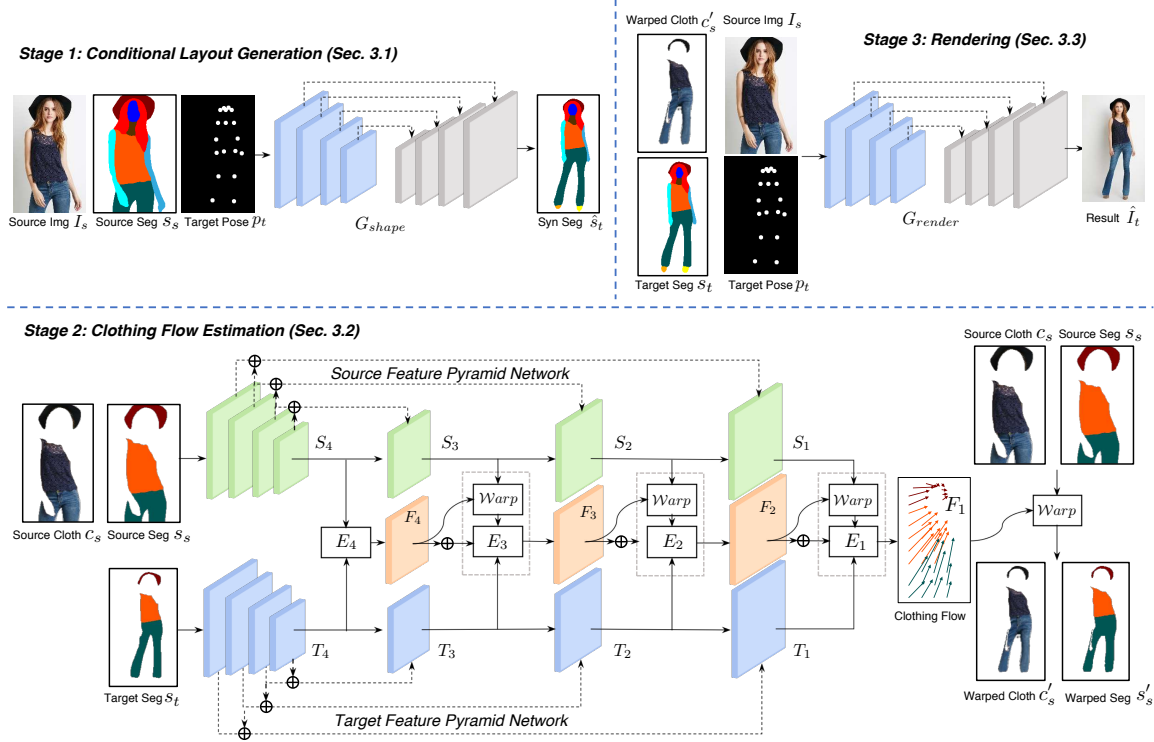 Stage 1: Conditional Layout Generation (Sec. 3.1)
Source Img I_s
Source Seg s_s
Target Pose p_t
G_{shape}
Syn Seg ŝ_t
Warped Cloth c'_s
Source Img I_s
Stage 3: Rendering (Sec. 3.3)
Target Seg s_t
Target Pose p_t
G_{render}
Result Î_t
Stage 2: Clothing Flow Estimation (Sec. 3.2)
Source Feature Pyramid Network
Source Cloth c_s
Source Seg s_s
Target Seg s_t
S_4
S_3
S_2
S_1
F_4
Warp
F_3
Warp
F_2
Warp
E_4
E_3
E_2
E_1
T_4
T_3
T_2
T_1
Target Feature Pyramid Network
F_1
Clothing Flow
Source Cloth c_s
Source Seg s_s
Warp
Warped Cloth c'_s
Warped Seg s'_s